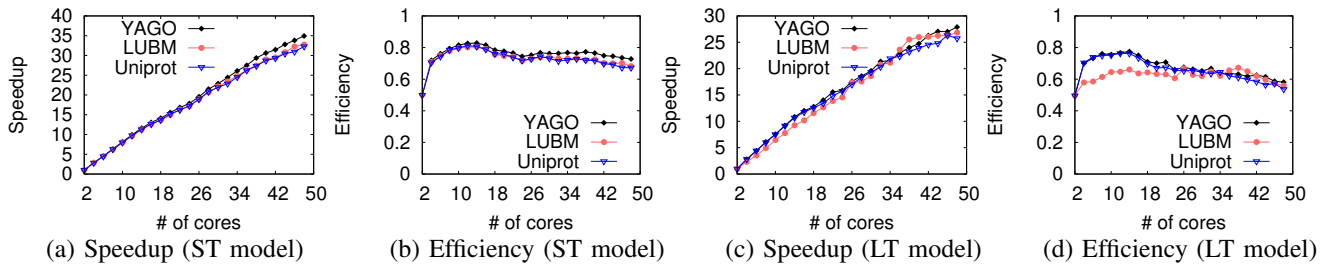 Speedup
40
35
30
25
20
15
10
5
0
YAGO
LUBM
Uniprot
2 10 18 26 34 42 50
# of cores
(a) Speedup (ST model)
Efficiency
1
0.8
0.6
0.4
0.2
0
YAGO
LUBM
Uniprot
2 10 18 26 34 42 50
# of cores
(b) Efficiency (ST model)
Speedup
30
25
20
15
10
5
0
YAGO
LUBM
Uniprot
2 10 18 26 34 42 50
# of cores
(c) Speedup (LT model)
Efficiency
1
0.8
0.6
0.4
0.2
0
YAGO
LUBM
Uniprot
2 10 18 26 34 42 50
# of cores
(d) Efficiency (LT model)